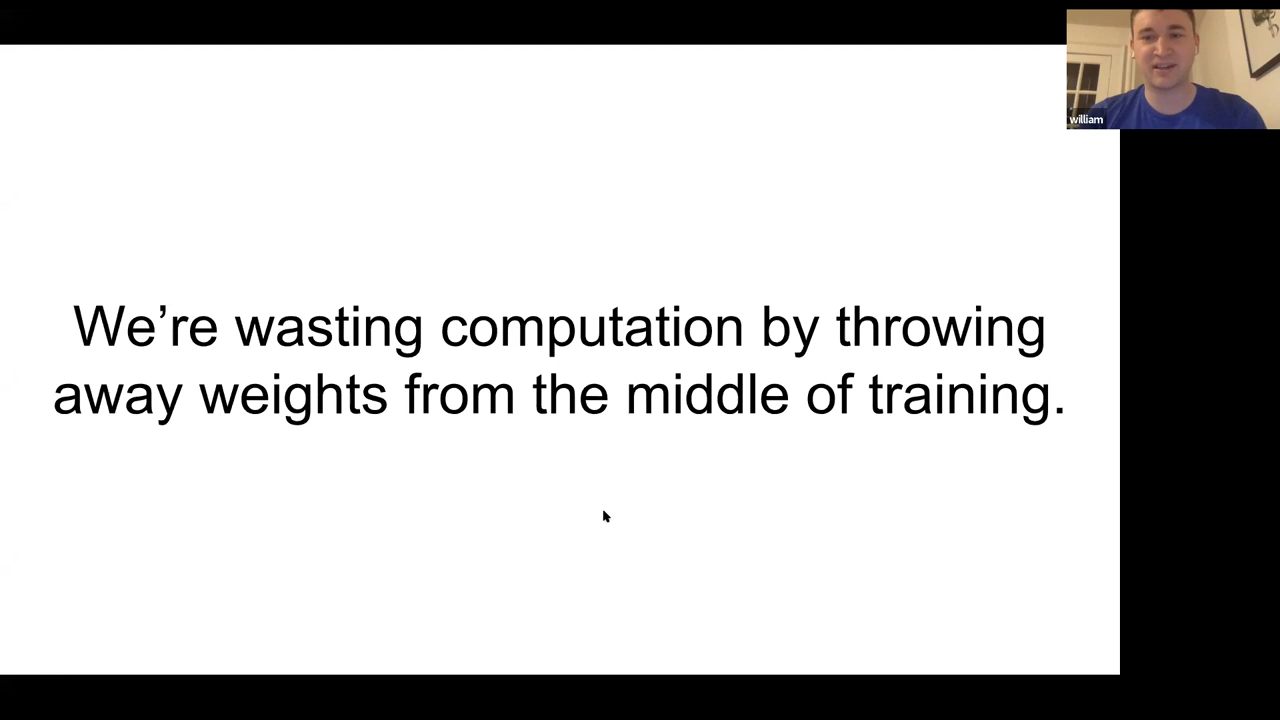 william
We’re wasting computation by throwing
away weights from the middle of training.